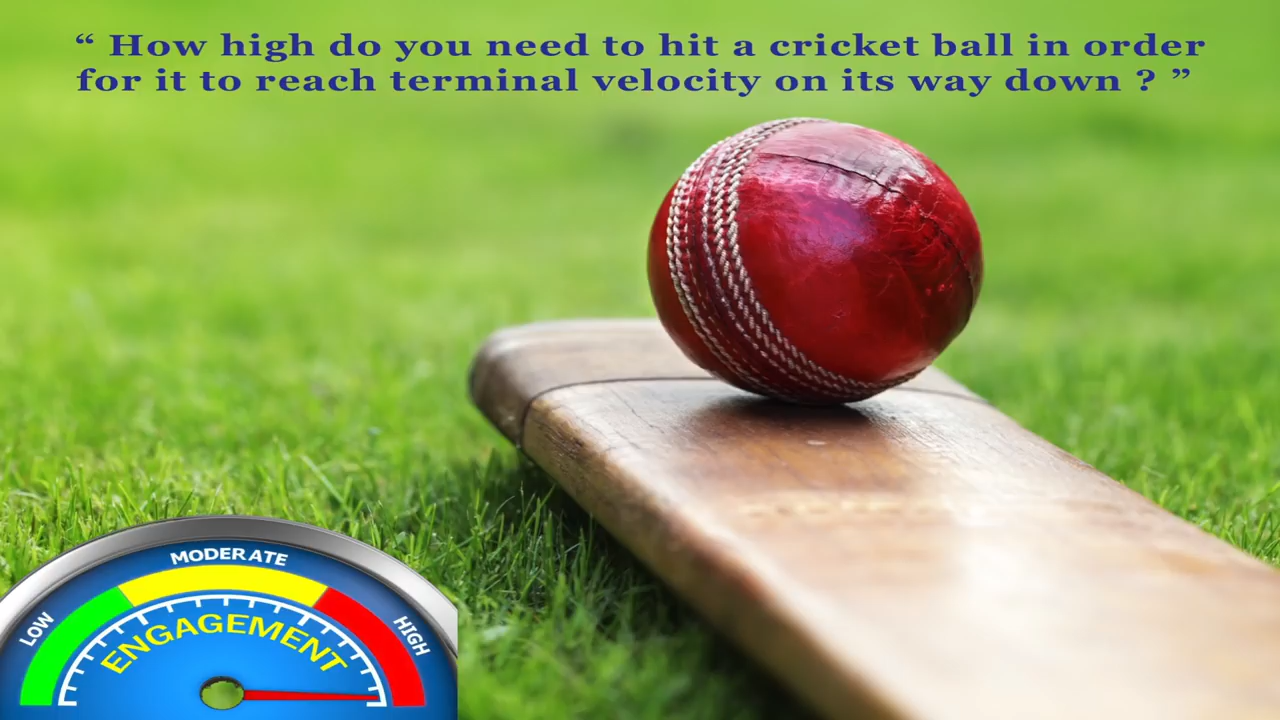 “ How high do you need to hit a cricket ball in order
for it to reach terminal velocity on its way down ? ”
MODERATE
LOW
HIGH
ENGAGEMENT